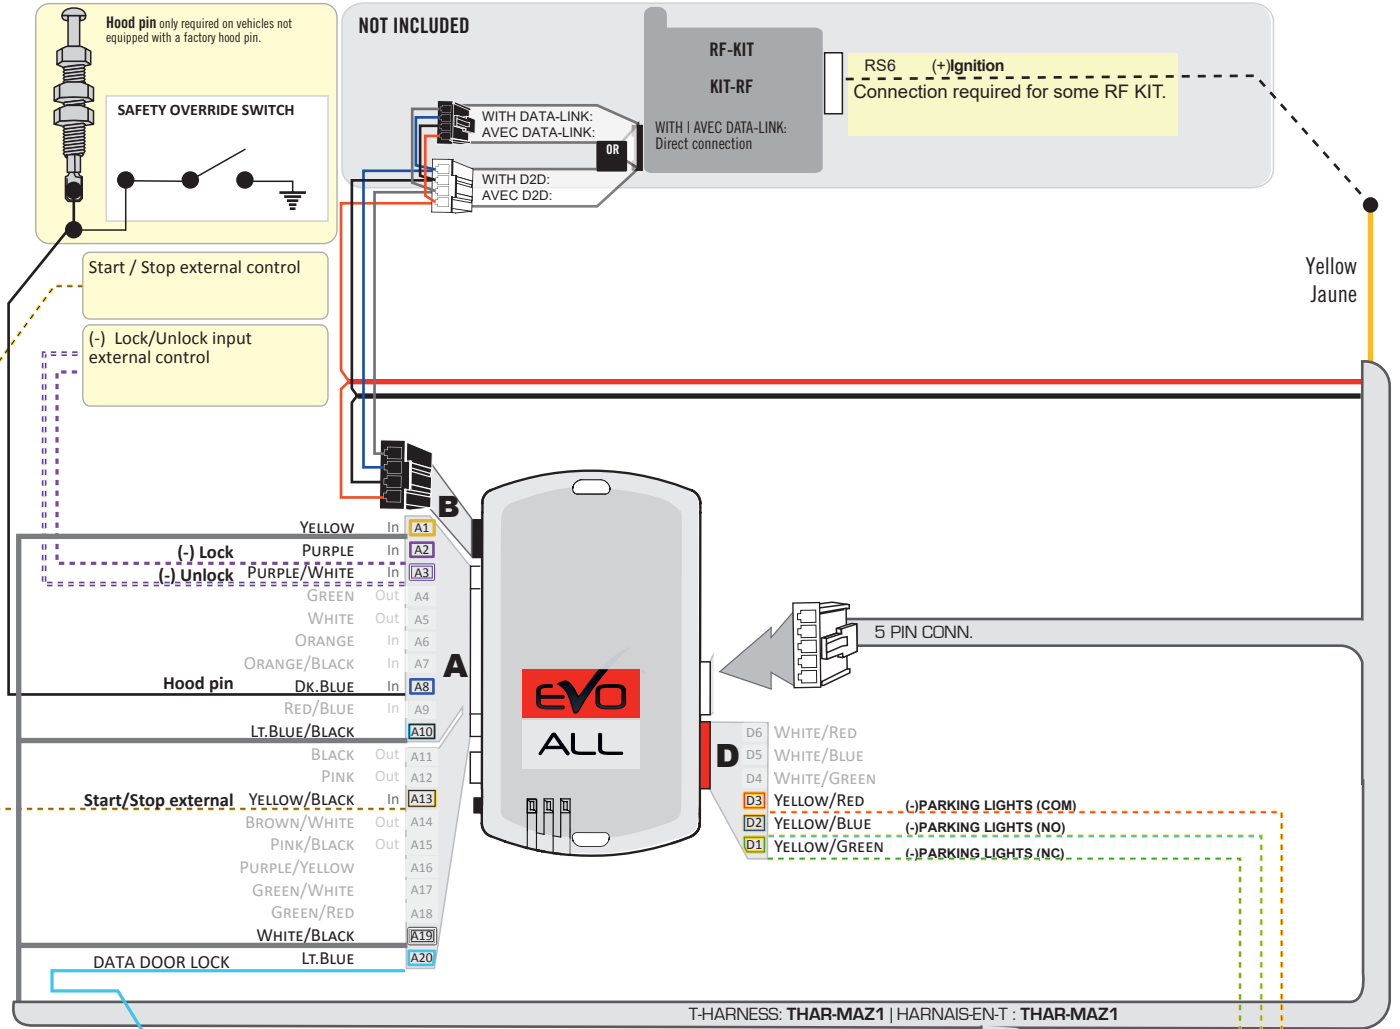 Hood pin only required on vehicles not
equipped with a factory hood pin.
SAFETY OVERRIDE SWITCH
NOT INCLUDED
RF-KIT
KIT-RF
WITH | AVEC DATA-LINK:
Direct connection
WITH DATA-LINK:
AVEC DATA-LINK:
OR
WITH D2D:
AVEC D2D:
RS6 (+)Ignition
Connection required for some RF KIT.
Yellow
Jaune
Start / Stop external control
(-) Lock/Unlock input
external control
B
YELLOW In A1
(-) Lock PURPLE In A2
(-) Unlock PURPLE/WHITE In A3
GREEN Out A4
WHITE Out A5
ORANGE In A6
ORANGE/BLACK In A7
Hood pin DK.BLUE In A8
RED/BLUE In A9
LT.BLUE/BLACK A10
BLACK Out A11
PINK Out A12
Start/Stop external YELLOW/BLACK In A13
BROWN/WHITE Out A14
PINK/BLACK Out A15
PURPLE/YELLOW A16
GREEN/WHITE A17
GREEN/RED A18
WHITE/BLACK A19
DATA DOOR LOCK LT.BLUE A20
A
EVO
ALL
5 PIN CONN.
D
D6 WHITE/RED
D5 WHITE/BLUE
D4 WHITE/GREEN
D3 YELLOW/RED (-)PARKING LIGHTS (COM)
D2 YELLOW/BLUE (-)PARKING LIGHTS (NO)
D1 YELLOW/GREEN (-)PARKING LIGHTS (NC)
T-HARNESS: THAR-MAZ1 | HARNAIS-EN-T : THAR-MAZ1